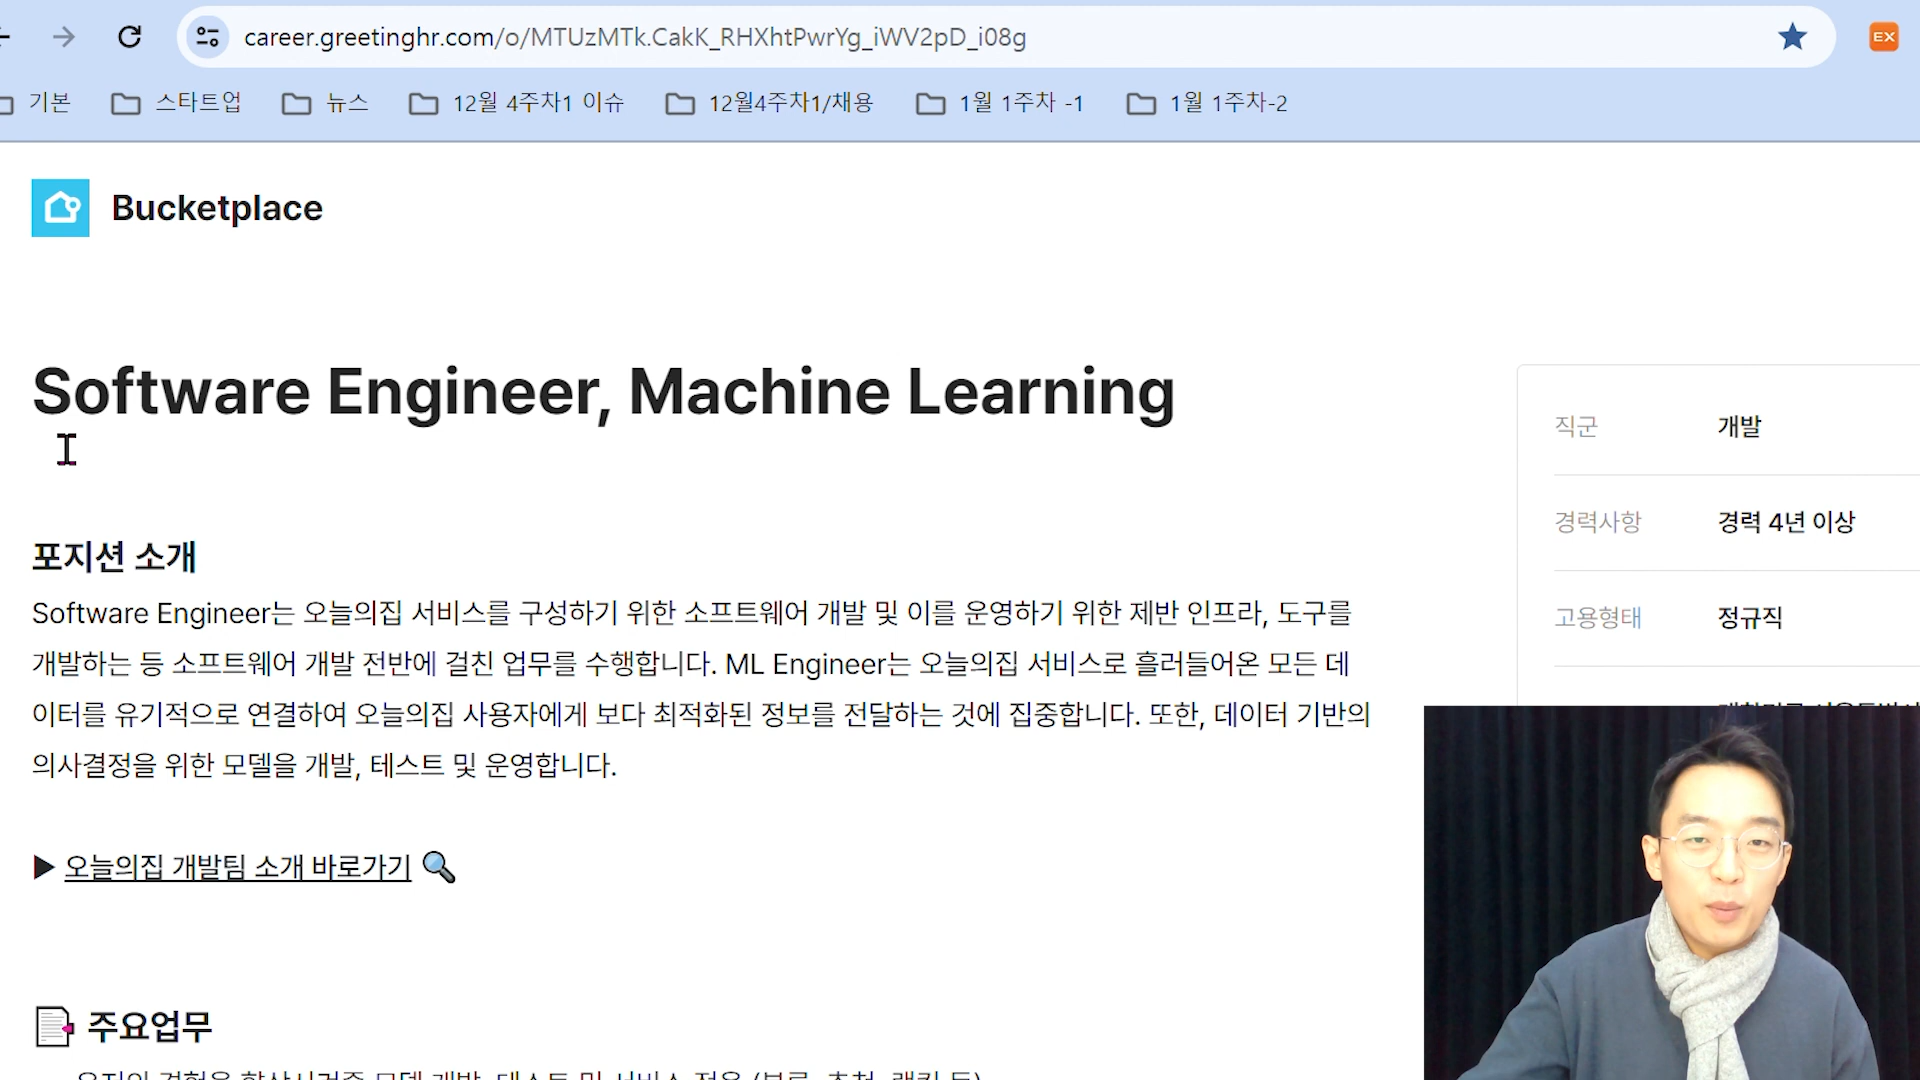 career.greetinghr.com/o/MTUzMTk.CakK_RHXhtPwrYg_iWV2pD_i08g
EX
기본
스타트업
뉴스
12월 4주차1 이슈
12월4주차1/채용
1월 1주차 -1
1월 1주차-2
Bucketplace
Software Engineer, Machine Learning
직군 개발
경력사항 경력 4년 이상
고용형태 정규직
포지션 소개
Software Engineer는 오늘의집 서비스를 구성하기 위한 소프트웨어 개발 및 이를 운영하기 위한 제반 인프라, 도구를
개발하는 등 소프트웨어 개발 전반에 걸친 업무를 수행합니다. ML Engineer는 오늘의집 서비스로 흘러들어온 모든 데
이터를 유기적으로 연결하여 오늘의집 사용자에게 보다 최적화된 정보를 전달하는 것에 집중합니다. 또한, 데이터 기반의
의사결정을 위한 모델을 개발, 테스트 및 운영합니다.
오늘의집 개발팀 소개 바로가기
주요업무